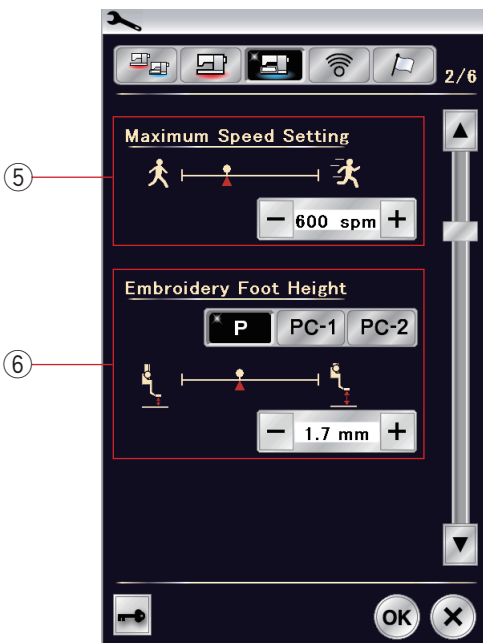 2/6
⑤
Maximum Speed Setting
− 600 spm +
⑥
Embroidery Foot Height
P PC-1 PC-2
− 1.7 mm +
OK